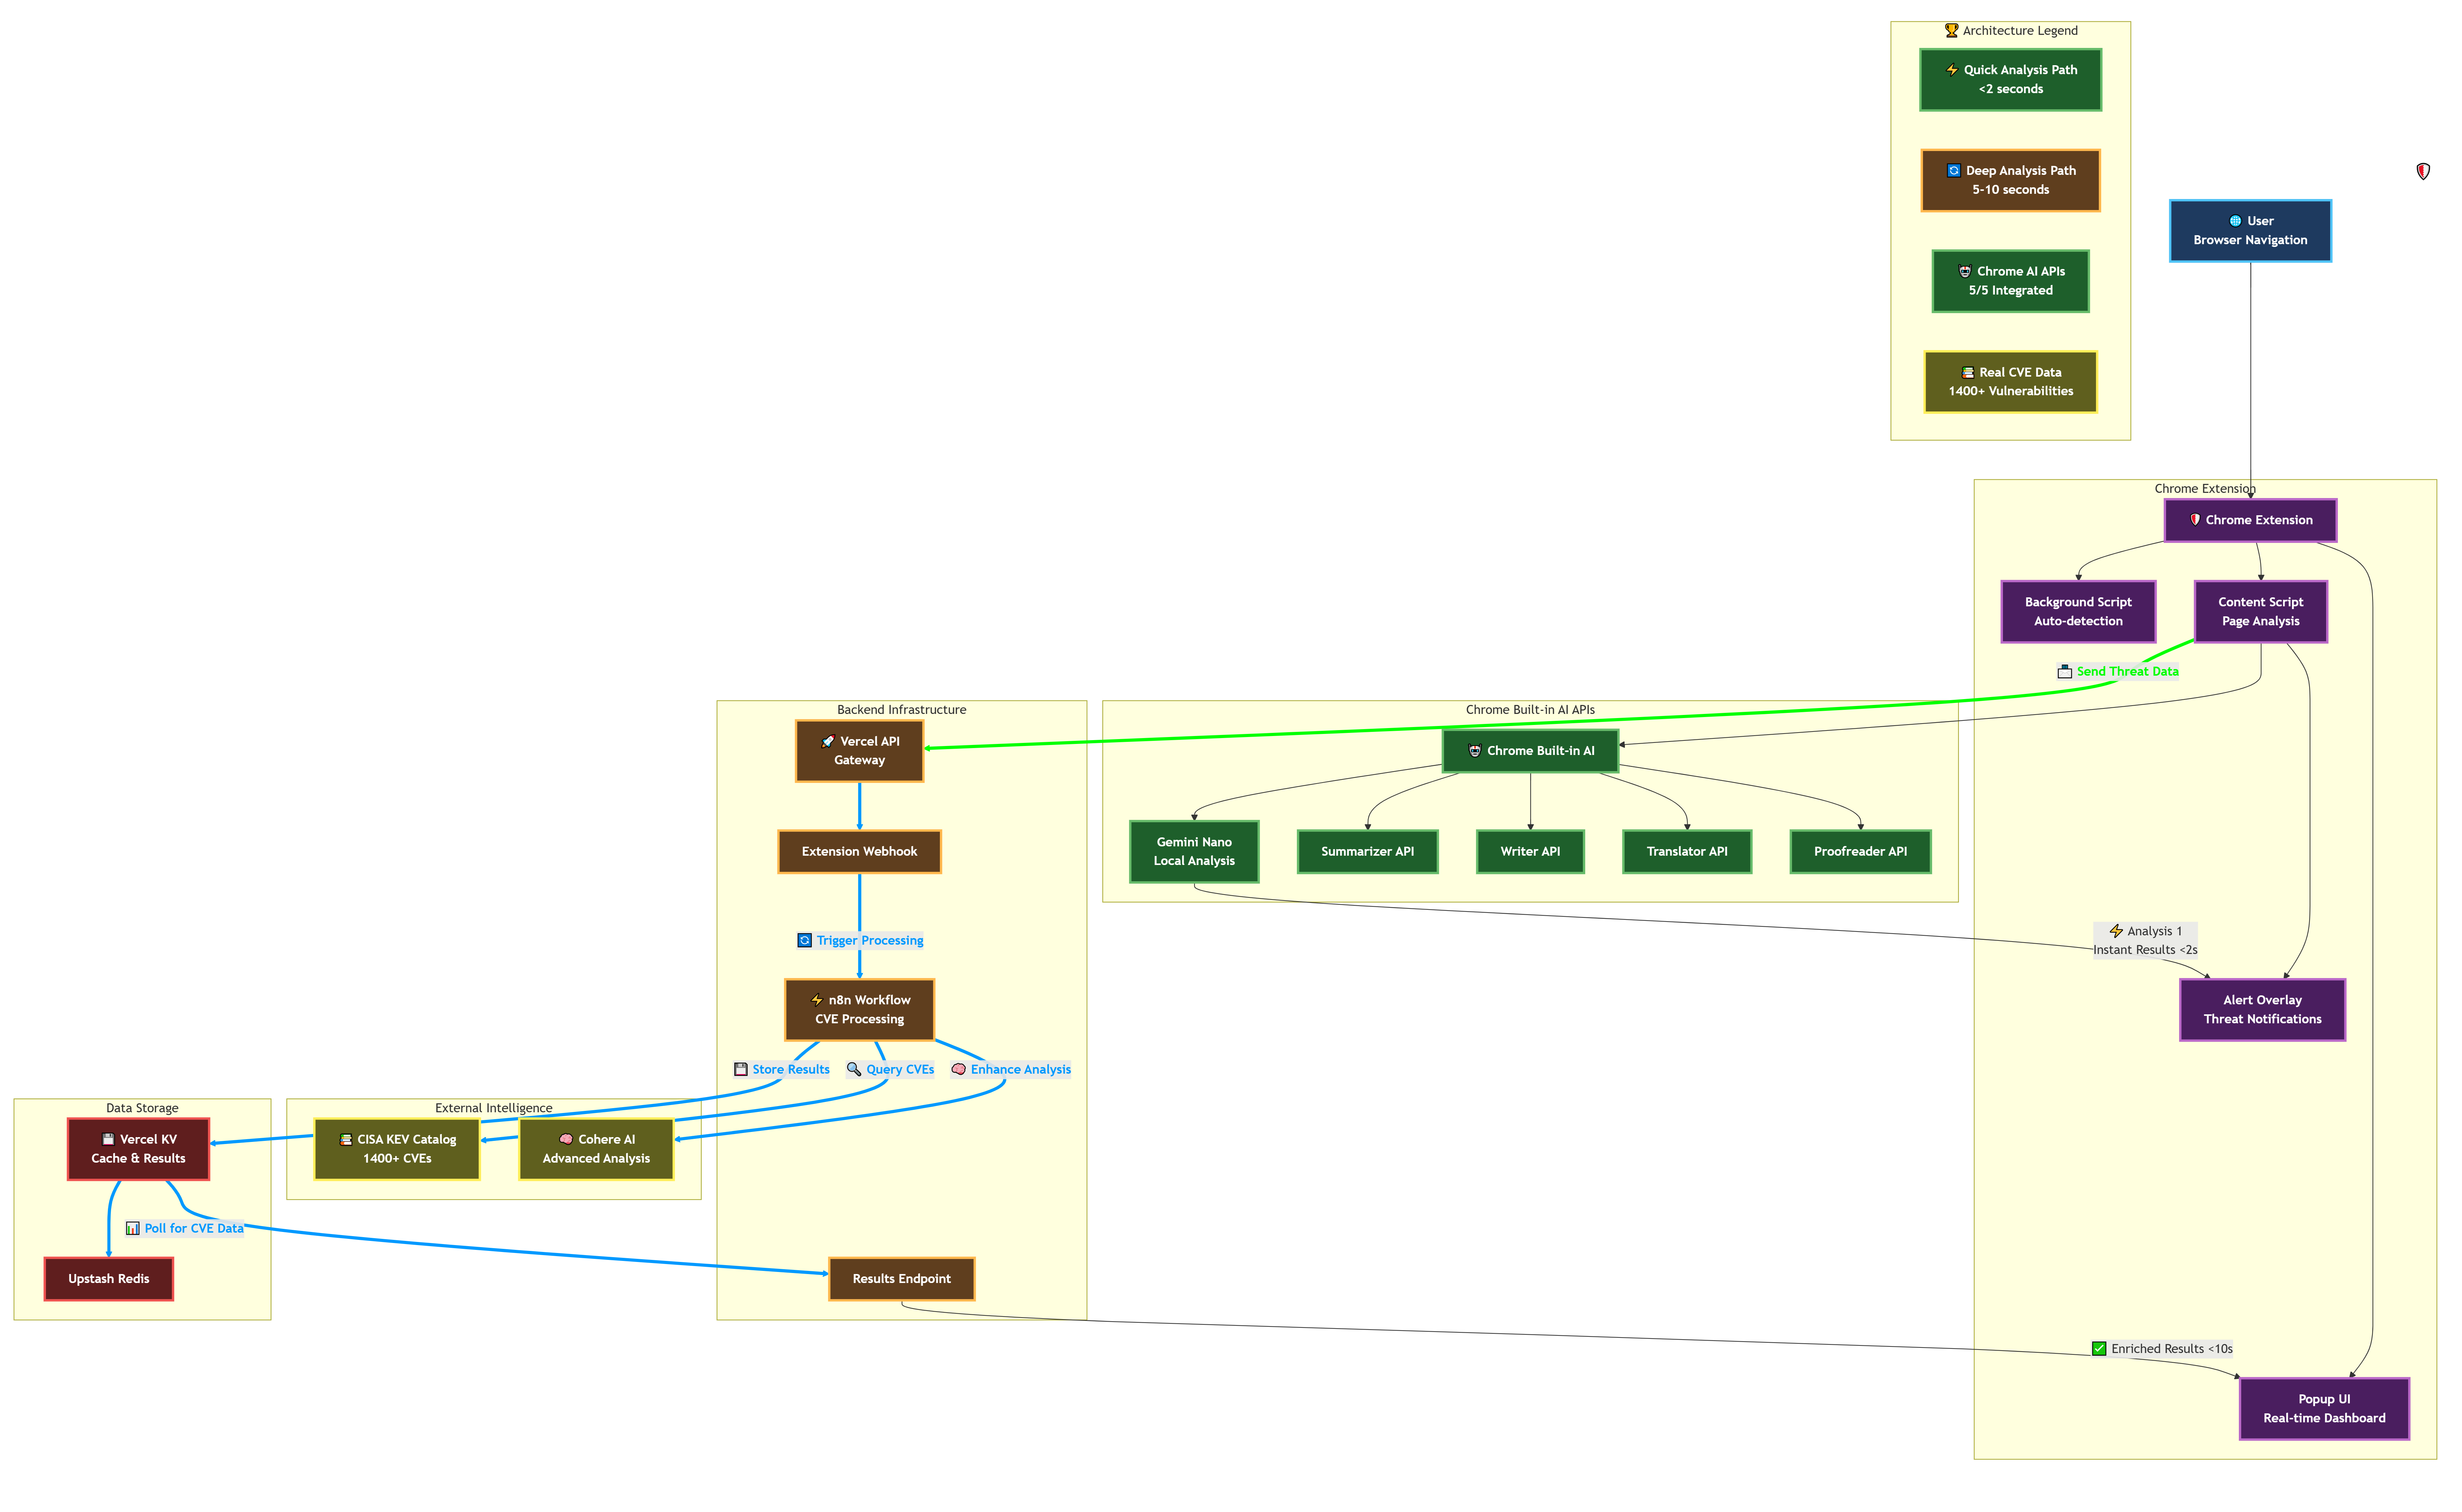 🏆 Architecture Legend
⚡ Quick Analysis Path
<2 seconds
🔄 Deep Analysis Path
5-10 seconds
🤖 Chrome AI APIs
5/5 Integrated
📚 Real CVE Data
1400+ Vulnerabilities
🛡
🌐 User
Browser Navigation
Chrome Extension
🛡 Chrome Extension
Background Script
Auto-detection
Content Script
Page Analysis
📩 Send Threat Data
Backend Infrastructure
🚀 Vercel API
Gateway
Extension Webhook
🔄 Trigger Processing
⚡ n8n Workflow
CVE Processing
💾 Store Results
🔍 Query CVEs
🧠 Enhance Analysis
Chrome Built-in AI APIs
🤖 Chrome Built-in AI
Gemini Nano
Local Analysis
Summarizer API
Writer API
Translator API
Proofreader API
⚡ Analysis 1
Instant Results <2s
Alert Overlay
Threat Notifications
Data Storage
💾 Vercel KV
Cache & Results
External Intelligence
📚 CISA KEV Catalog
1400+ CVEs
🧠 Cohere AI
Advanced Analysis
📊 Poll for CVE Data
Upstash Redis
Results Endpoint
✅ Enriched Results <10s
Popup UI
Real-time Dashboard